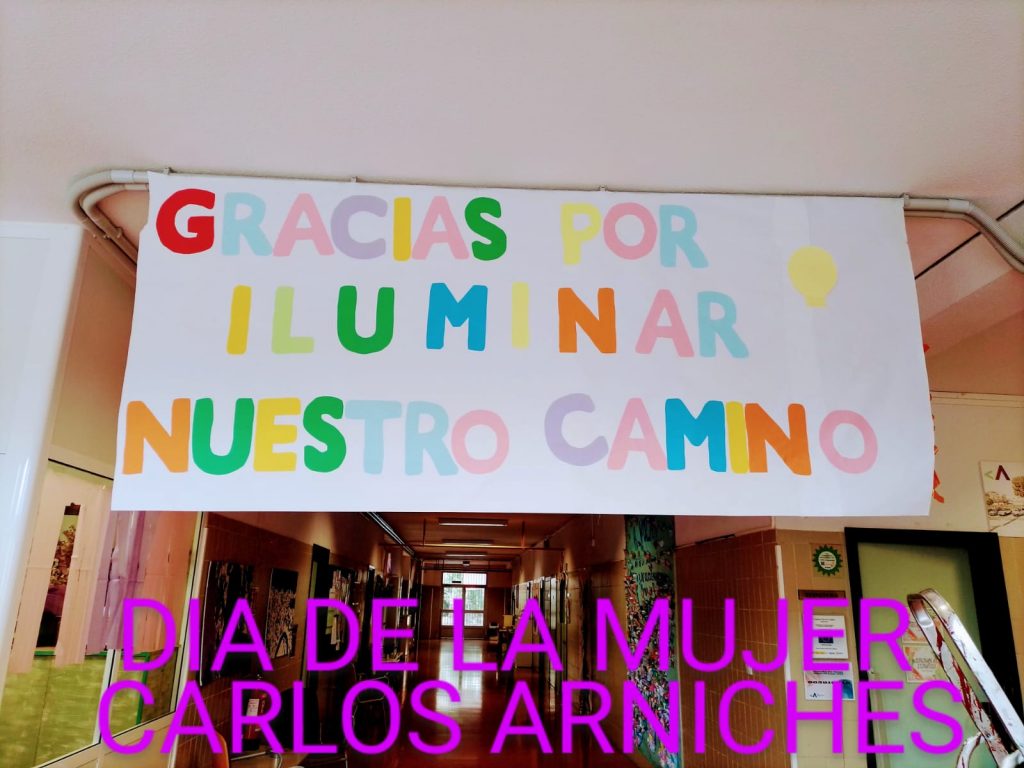 GRACIAS POR
ILUMINAR
NUESTRO CAMINO
DIA DE LA MUJER
CARLOS ARNICHES